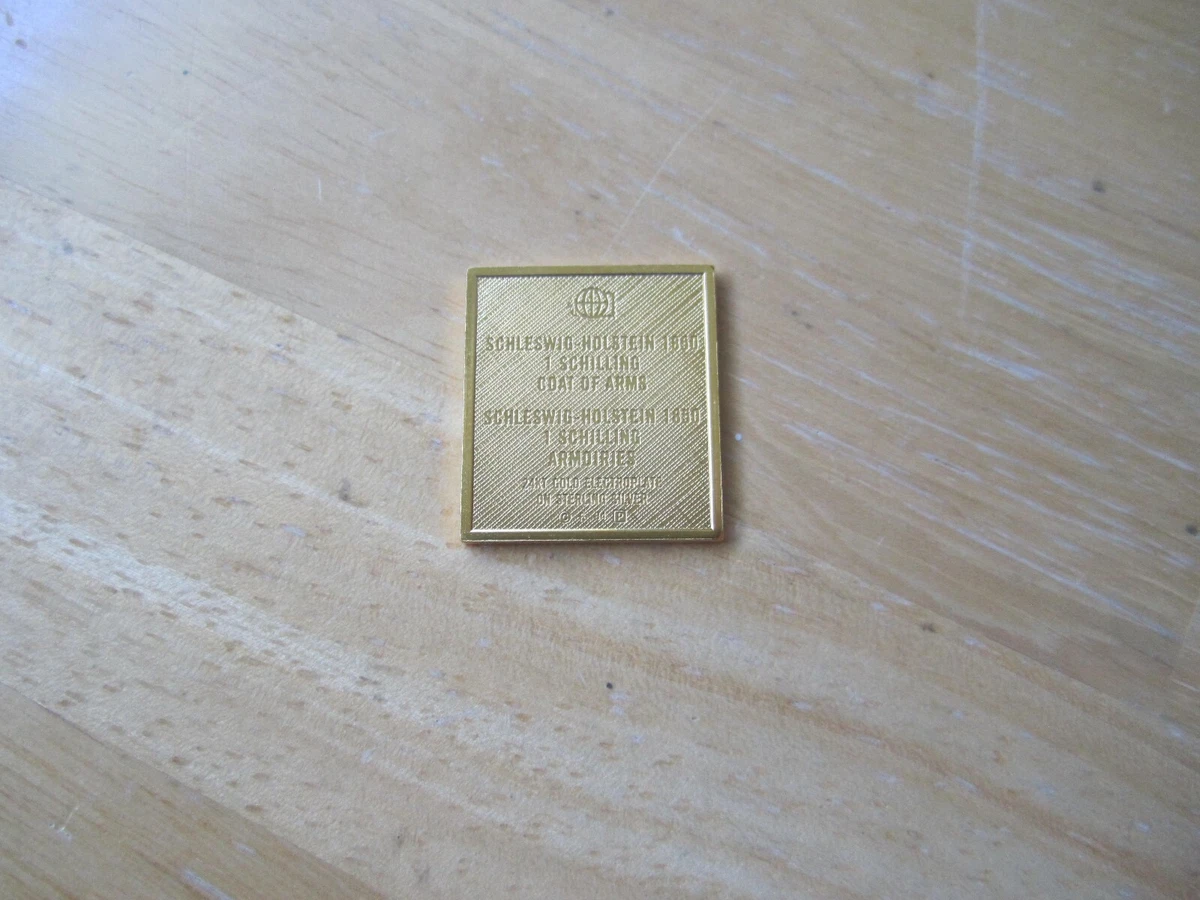 SCHLESWIG-HOLSTEIN 1850
1 SCHILLING
COAT OF ARMS
SCHLESWIG-HOLSTEIN 1850
1 SCHILLING
ARMOIRIES
24KT GOLD ELECTROPLATE
ON STERLING SILVER